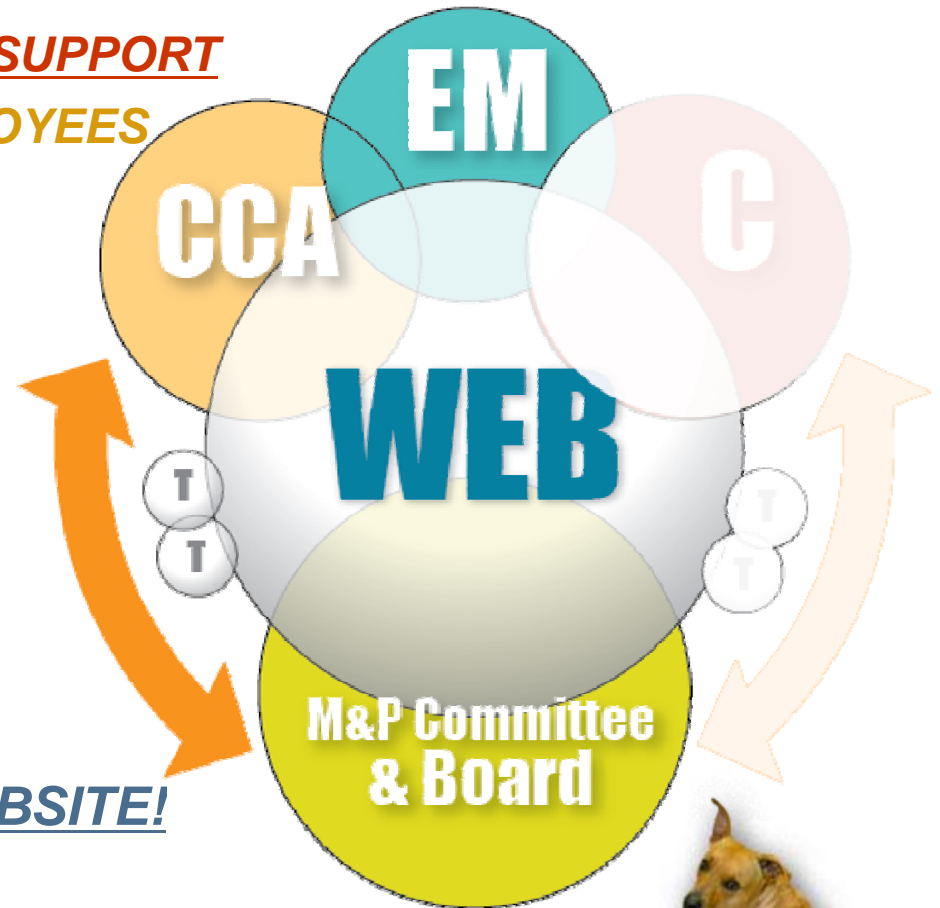 SUPPORT
OYEES
EM
CCA
C
WEB
T
T
T
T
M&P Committee
& Board
BSITE!